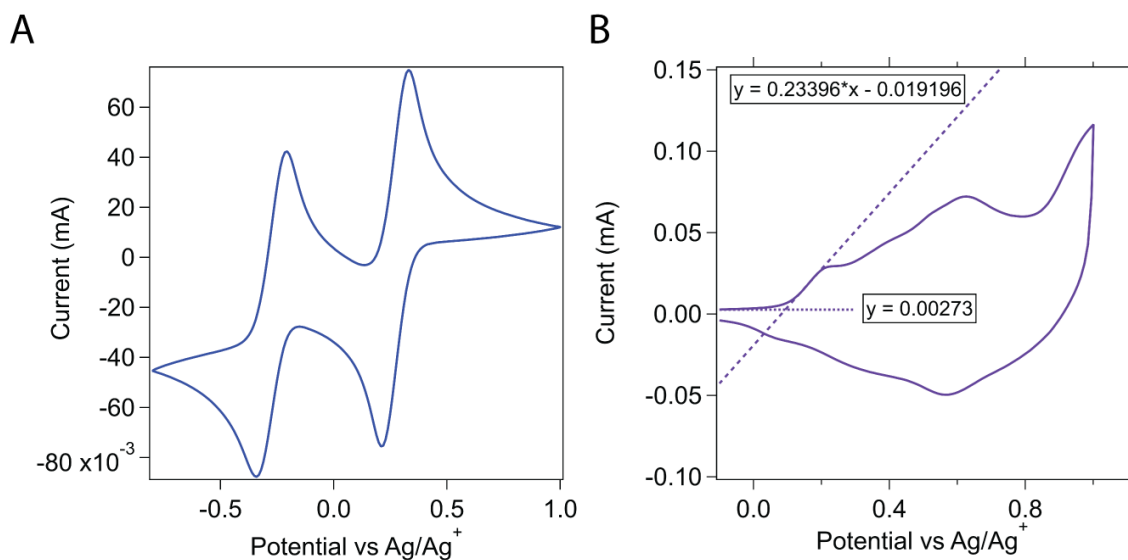 A
B
60
40
20
0
-20
-40
-60
-80 x10⁻³
Current (mA)
-0.5
0.0
0.5
1.0
Potential vs Ag/Ag⁺
0.15
0.10
0.05
0.00
-0.05
-0.10
Current (mA)
y = 0.23396*x - 0.019196
y = 0.00273
0.0
0.4
0.8
Potential vs Ag/Ag⁺